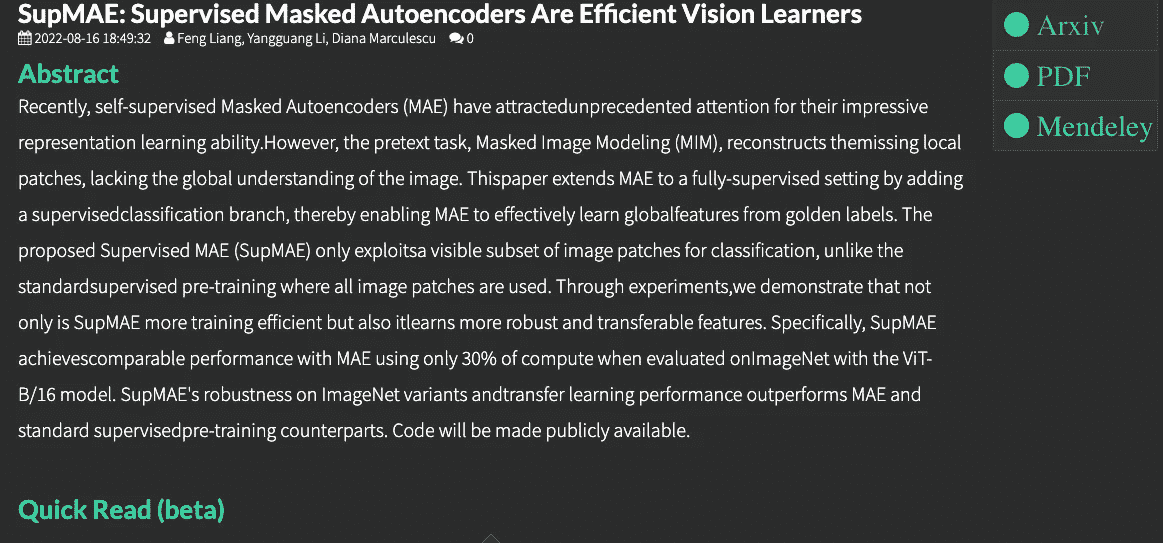 SupMAE: Supervised Masked Autoencoders Are Efficient Vision Learners
2022-08-16 18:49:32 Feng Liang, Yangguang Li, Diana Marculescu 0
Abstract
Recently, self-supervised Masked Autoencoders (MAE) have attractedunprecedented attention for their impressive
representation learning ability.However, the pretext task, Masked Image Modeling (MIM), reconstructs themissing local
patches, lacking the global understanding of the image. Thispaper extends MAE to a fully-supervised setting by adding
a supervisedclassification branch, thereby enabling MAE to effectively learn globalfeatures from golden labels. The
proposed Supervised MAE (SupMAE) only exploitsa visible subset of image patches for classification, unlike the
standardsupervised pre-training where all image patches are used. Through experiments,we demonstrate that not
only is SupMAE more training efficient but also itlearns more robust and transferable features. Specifically, SupMAE
achievescomparable performance with MAE using only 30% of compute when evaluated onImageNet with the ViT-
B/16 model. SupMAE's robustness on ImageNet variants andtransfer learning performance outperforms MAE and
standard supervisedpre-training counterparts. Code will be made publicly available.
Quick Read (beta)
Arxiv
PDF
Mendeley